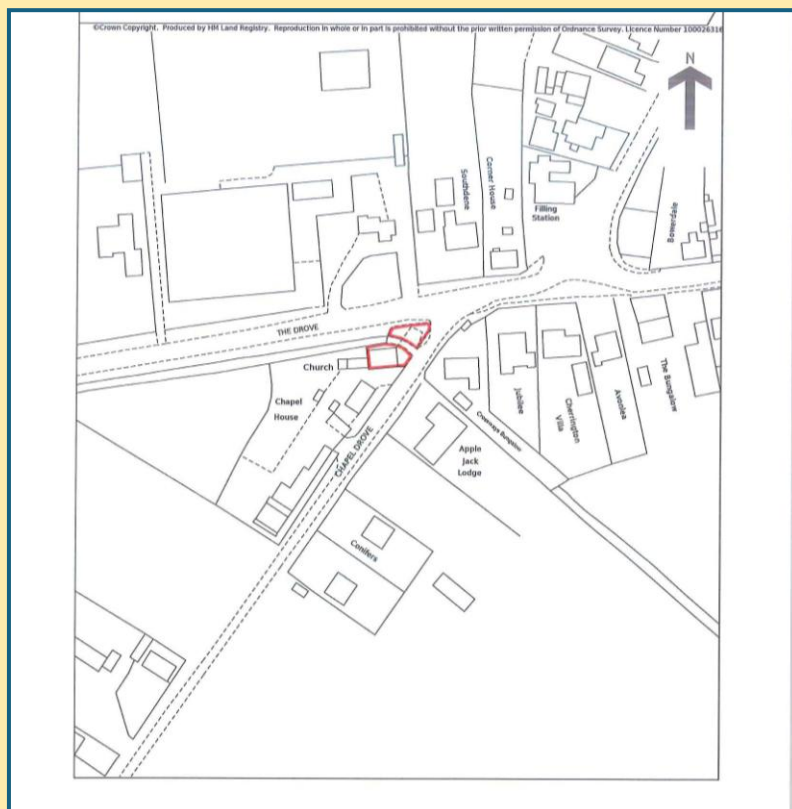 ©Crown Copyright. Produced by HM Land Registry. Reproduction in whole or in part is prohibited without the prior written permission of Ordnance Survey. Licence Number 100026316
N
Southdene
Corner House
Filling
Station
Bowerdale
THE DROVE
Church
Chapel
House
CHAPEL DROVE
Apple
Jack
Lodge
Crossways Bungalow
Jubilee
Cherrington
Villa
Avonlea
The Bungalow
Conifers